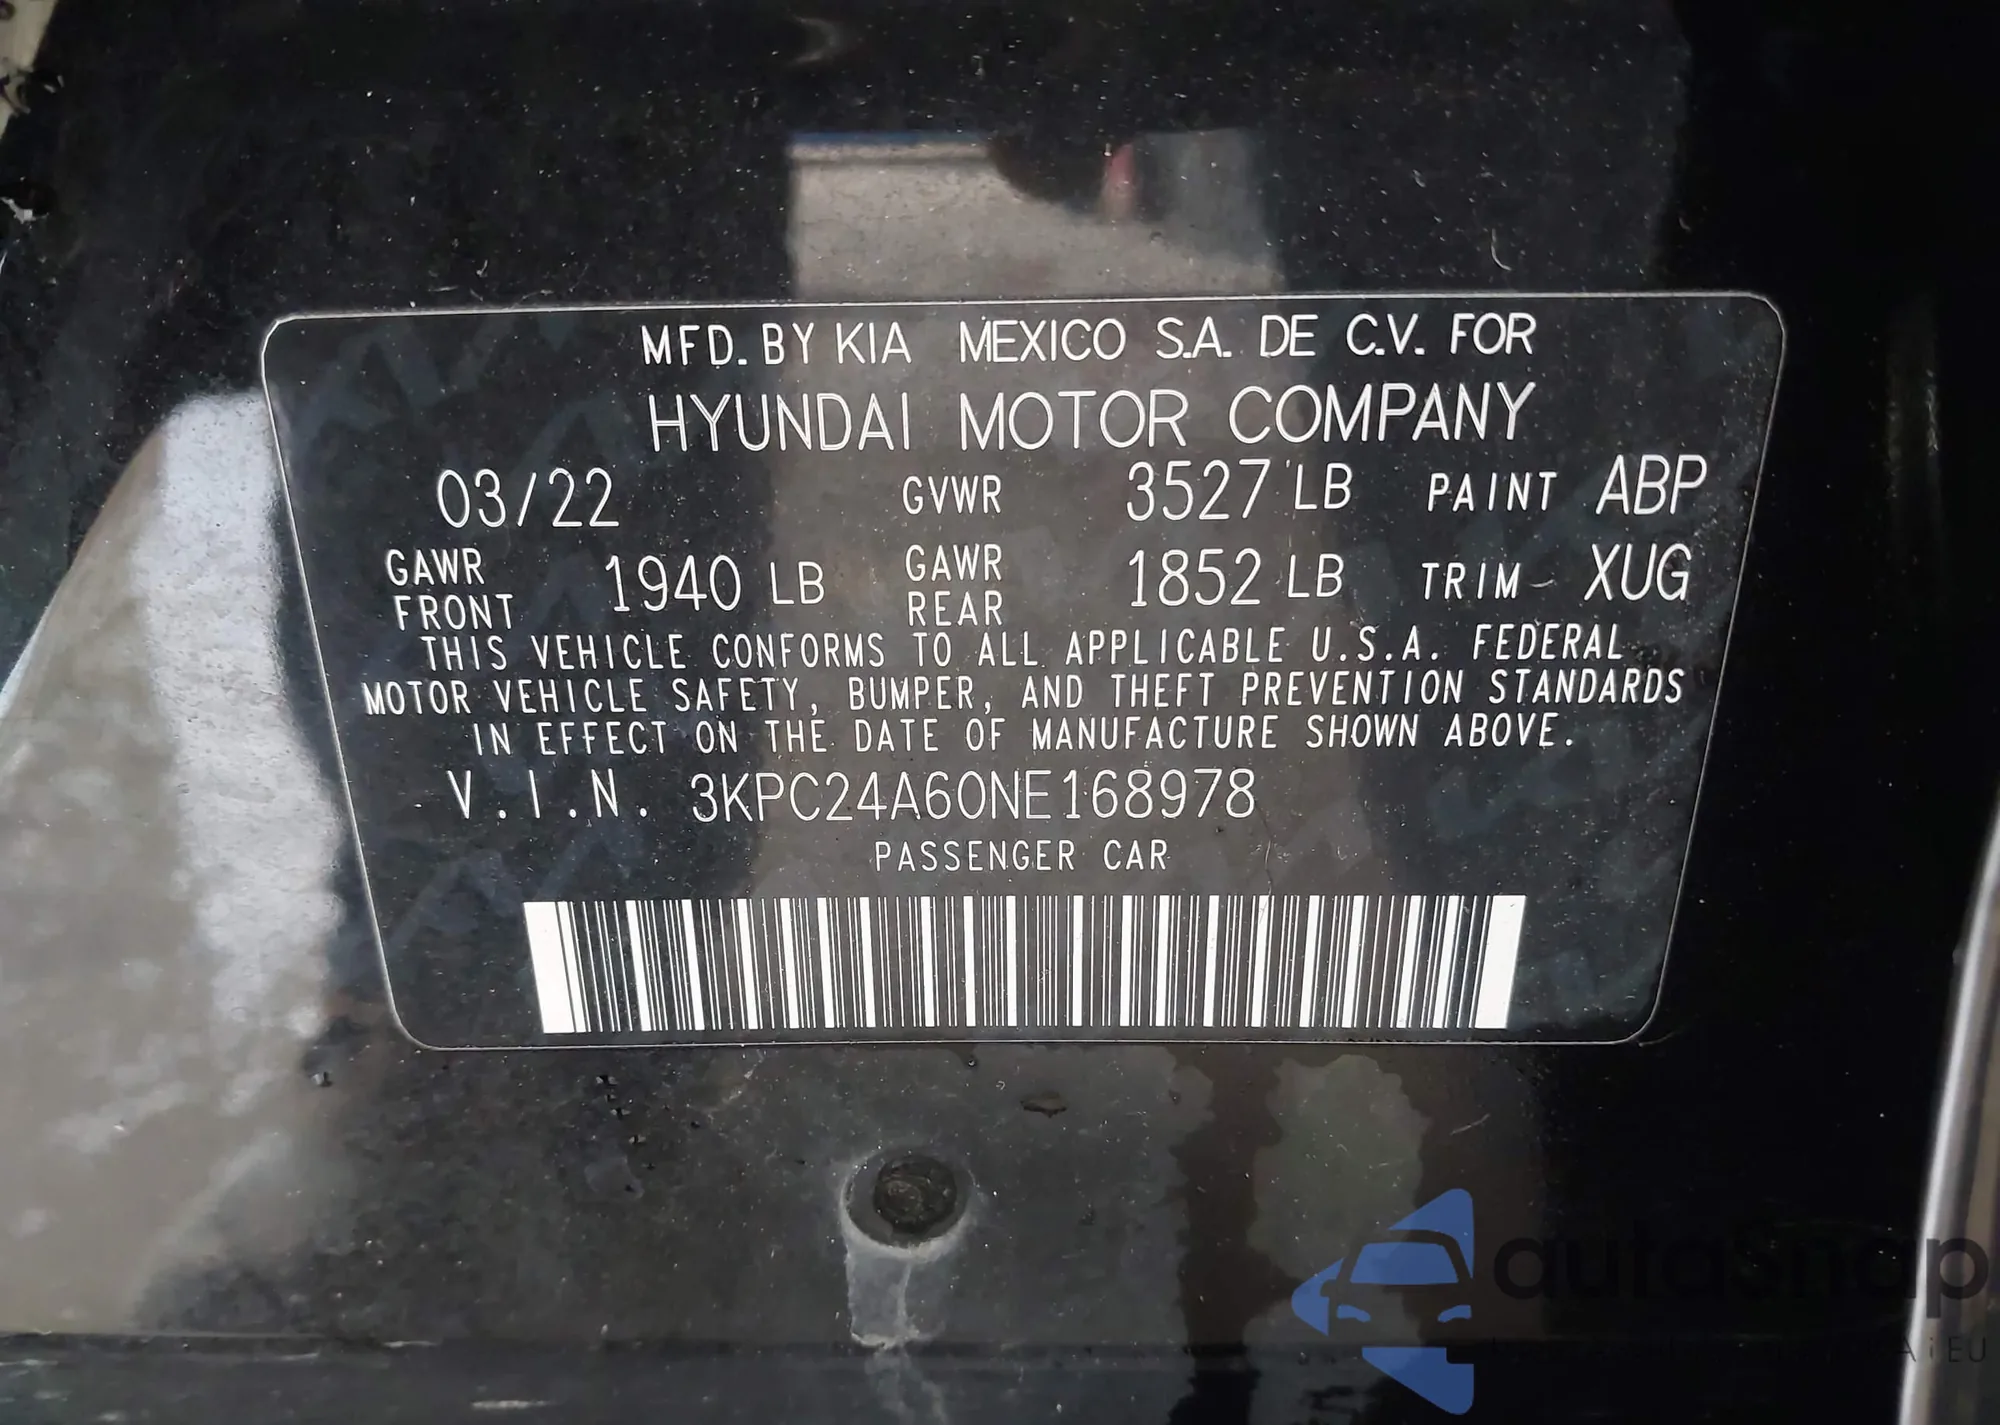 MFD. BY KIA MEXICO S.A. DE C.V. FOR
HYUNDAI MOTOR COMPANY
03/22 GVWR 3527 LB PAINT ABP
GAWR FRONT 1940 LB GAWR REAR 1852 LB TRIM XUG
THIS VEHICLE CONFORMS TO ALL APPLICABLE U.S.A. FEDERAL
MOTOR VEHICLE SAFETY, BUMPER, AND THEFT PREVENTION STANDARDS
IN EFFECT ON THE DATE OF MANUFACTURE SHOWN ABOVE.
V.I.N. 3KPC24A60NE168978
PASSENGER CAR
autosnap